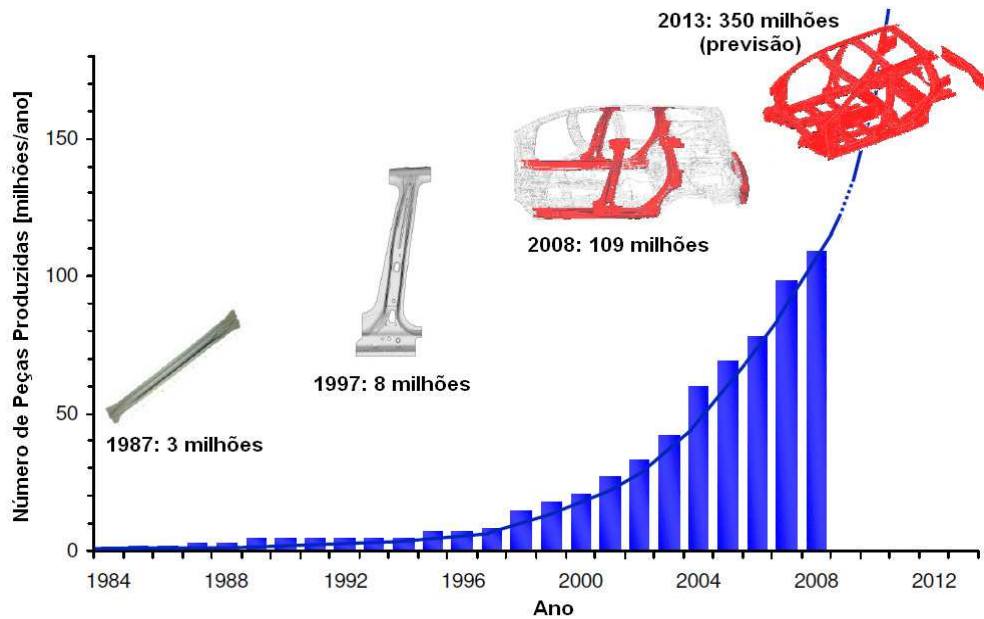 2013: 350 milhões
(previsão)
Número de Peças Produzidas [milhões/ano]
150
100
50
0
2008: 109 milhões
1997: 8 milhões
1987: 3 milhões
1984
1988
1992
1996
2000
2004
2008
2012
Ano